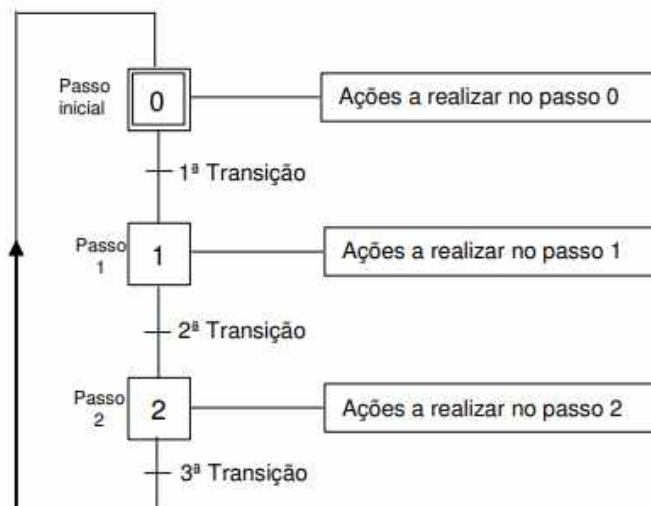 Passo
inicial
0
Ações a realizar no passo 0
1ª Transição
Passo
1
1
Ações a realizar no passo 1
2ª Transição
Passo
2
2
Ações a realizar no passo 2
3ª Transição